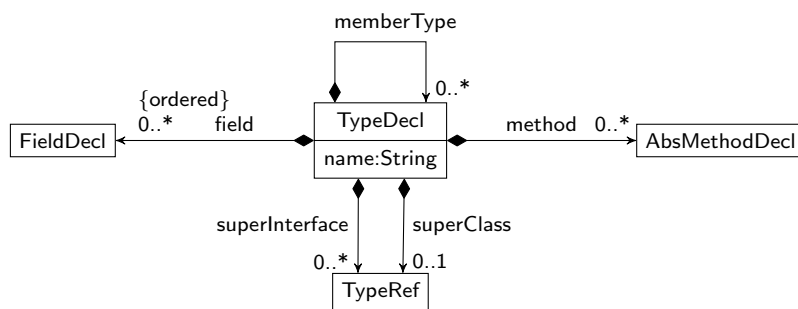 memberType
0..*
{ordered}
0..* field
TypeDecl
method 0..*
FieldDecl
name:String
AbsMethodDecl
superInterface
superClass
0..*
0..1
TypeRef